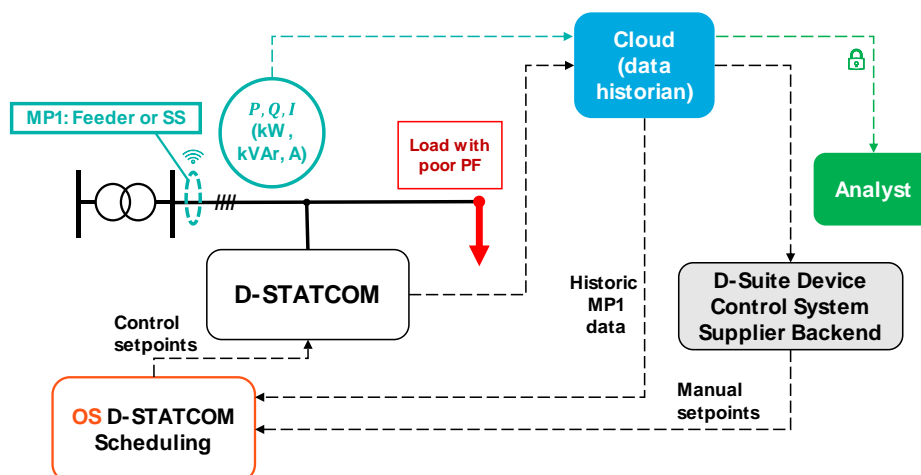 Cloud
(data
historian)
P, Q, I
(kW,
kVAr, A)
MP1: Feeder or SS
Load with
poor PF
Analyst
D-STATCOM
D-Suite Device
Control System
Supplier Backend
Historic
MP1
data
Control
setpoints
Manual
setpoints
OS D-STATCOM
Scheduling